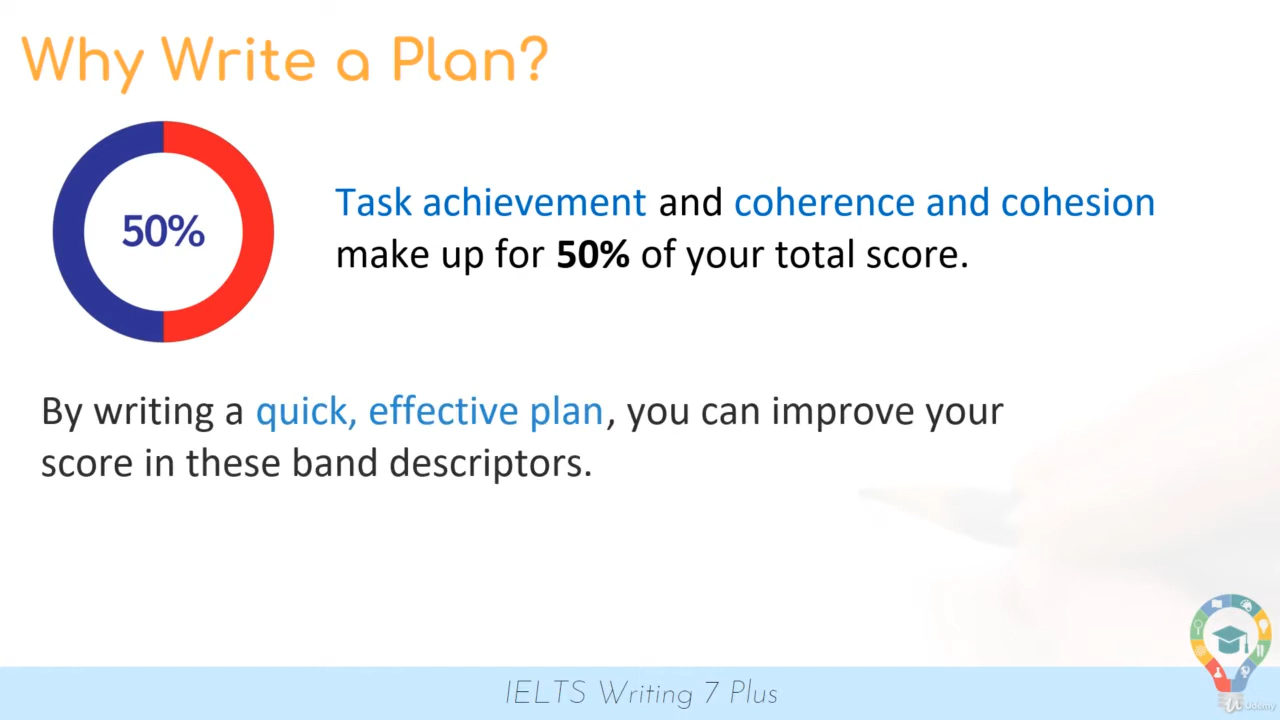 Why Write a Plan?
50%
Task achievement and coherence and cohesion
make up for 50% of your total score.
By writing a quick, effective plan, you can improve your
score in these band descriptors.
IELTS Writing 7 Plus
Udemy